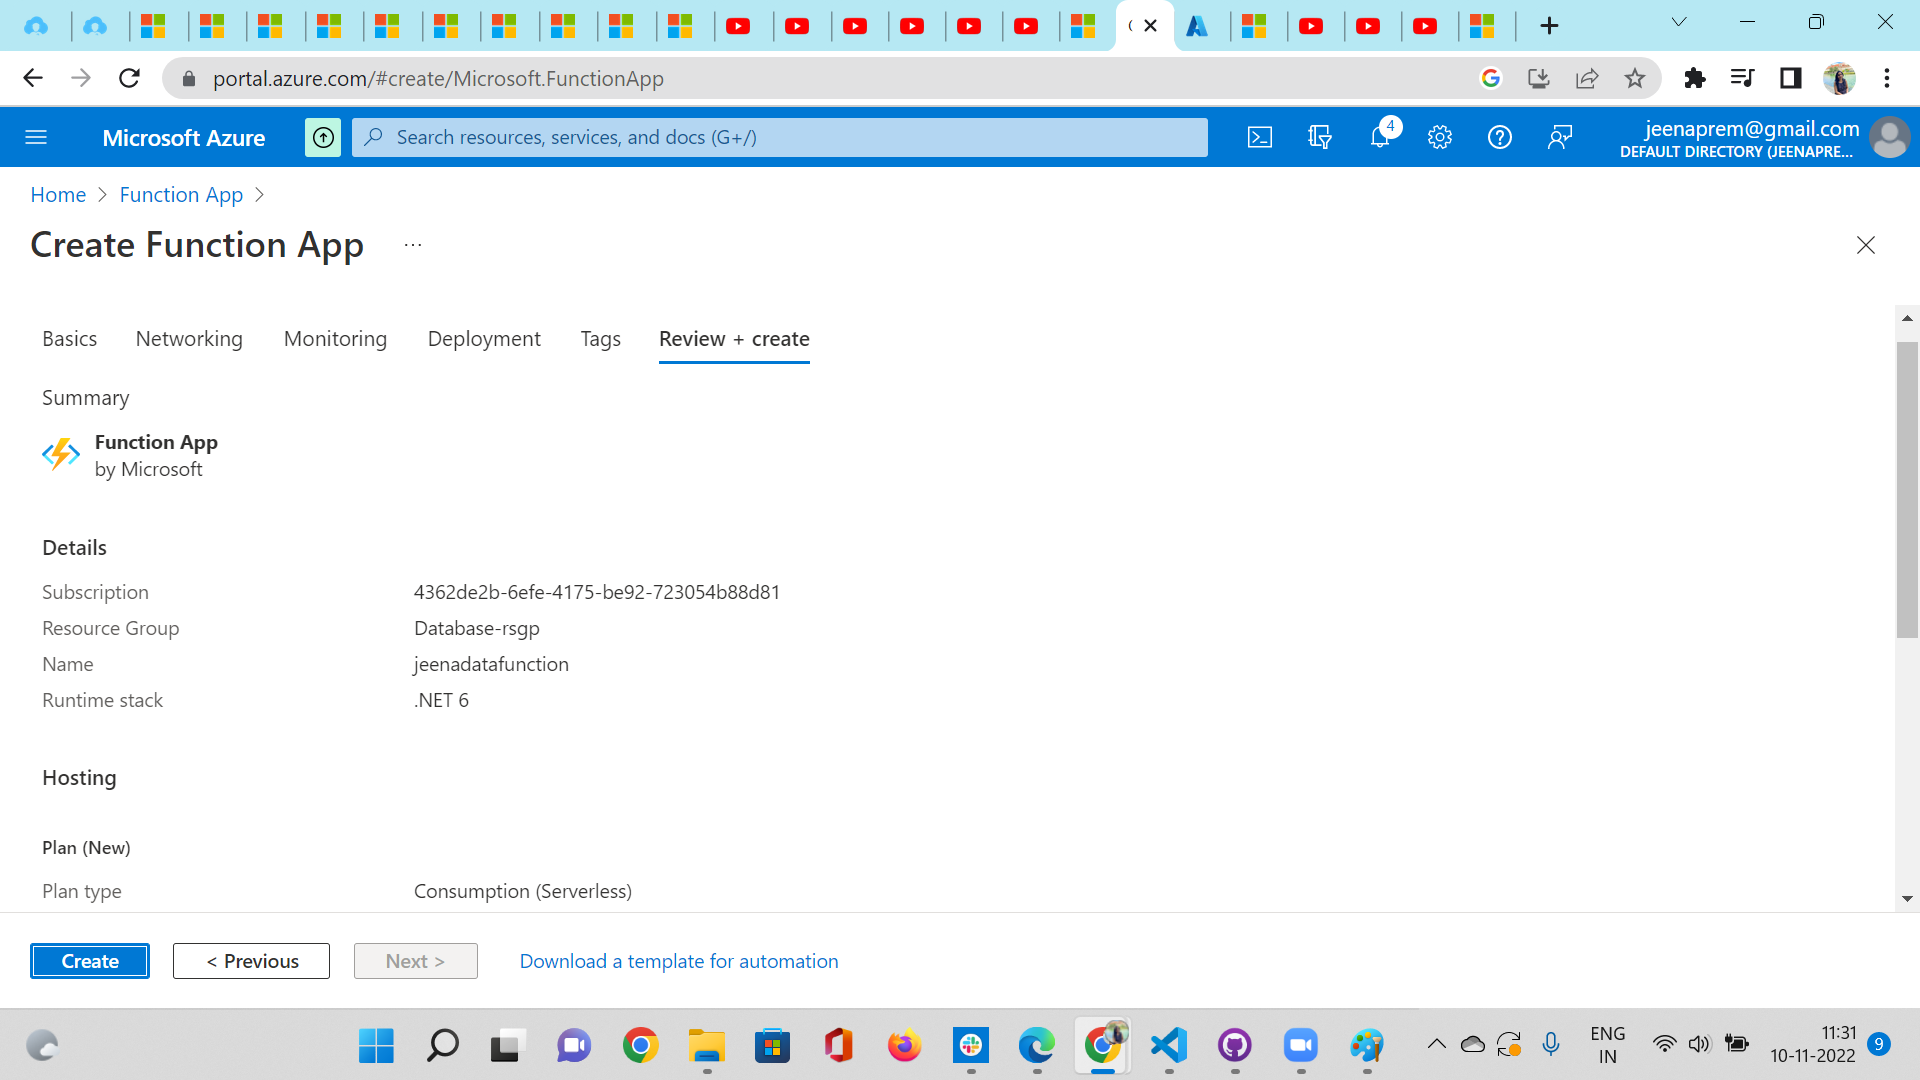 portal.azure.com/#create/Microsoft.FunctionApp
Microsoft Azure
Search resources, services, and docs (G+/)
4
jeenaprem@gmail.com
DEFAULT DIRECTORY (JEENAPRE...
Home
Function App
Create Function App
...
Basics
Networking
Monitoring
Deployment
Tags
Review + create
Summary
Function App
by Microsoft
Details
Subscription
4362de2b-6efe-4175-be92-723054b88d81
Resource Group
Database-rsgp
Name
jeenadatafunction
Runtime stack
.NET 6
Hosting
Plan (New)
Plan type
Consumption (Serverless)
Create
< Previous
Next >
Download a template for automation
ENG
IN
11:31
10-11-2022
9